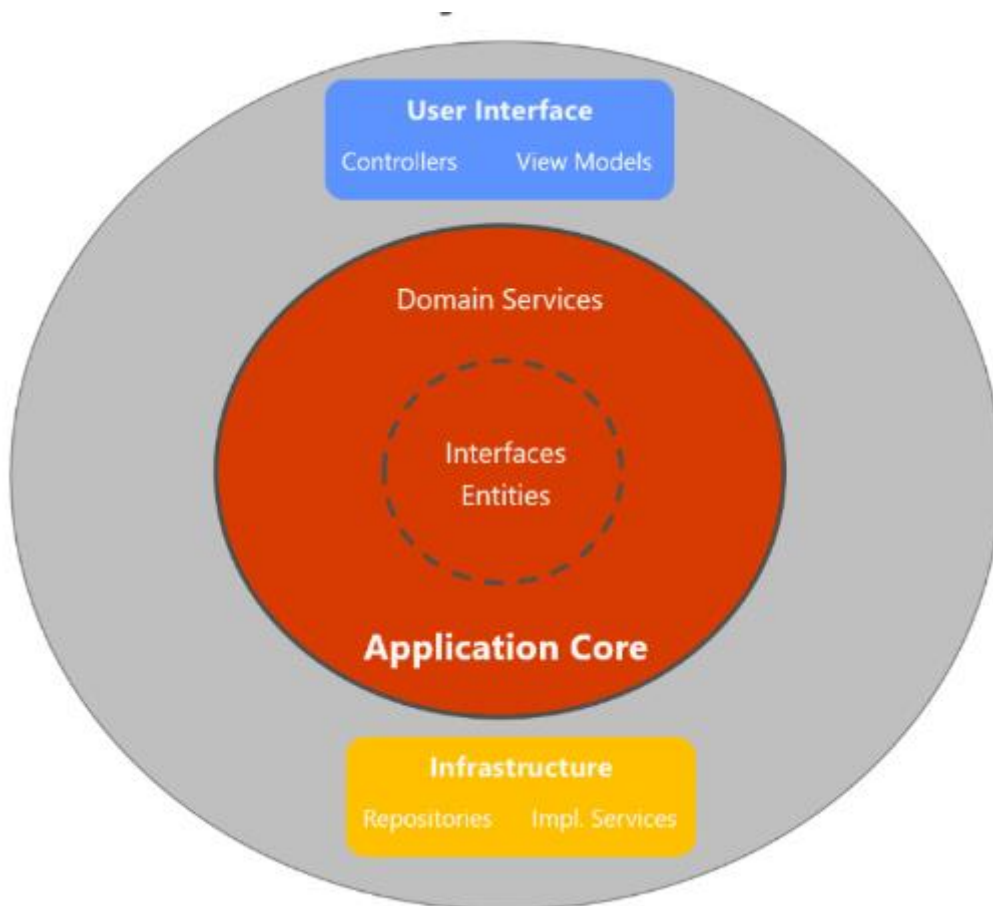 User Interface
Controllers View Models
Domain Services
Interfaces
Entities
Application Core
Infrastructure
Repositories Impl. Services